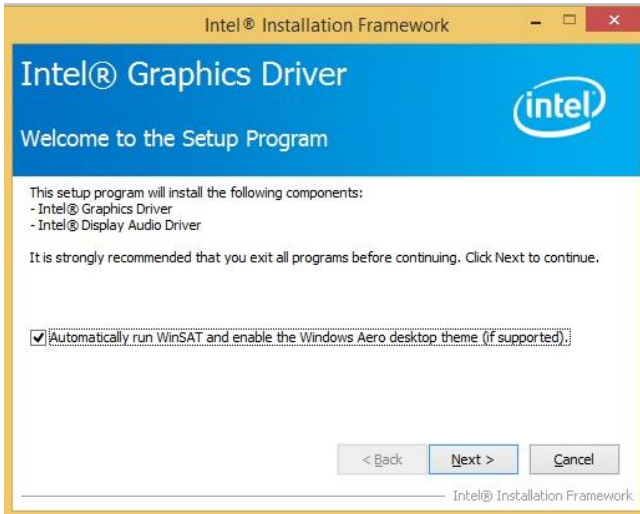 Intel® Installation Framework
Intel® Graphics Driver
intel
Welcome to the Setup Program
This setup program will install the following components:
- Intel® Graphics Driver
- Intel® Display Audio Driver
It is strongly recommended that you exit all programs before continuing. Click Next to continue.
Automatically run WinSAT and enable the Windows Aero desktop theme (if supported).
< Back Next > Cancel
Intel® Installation Framework